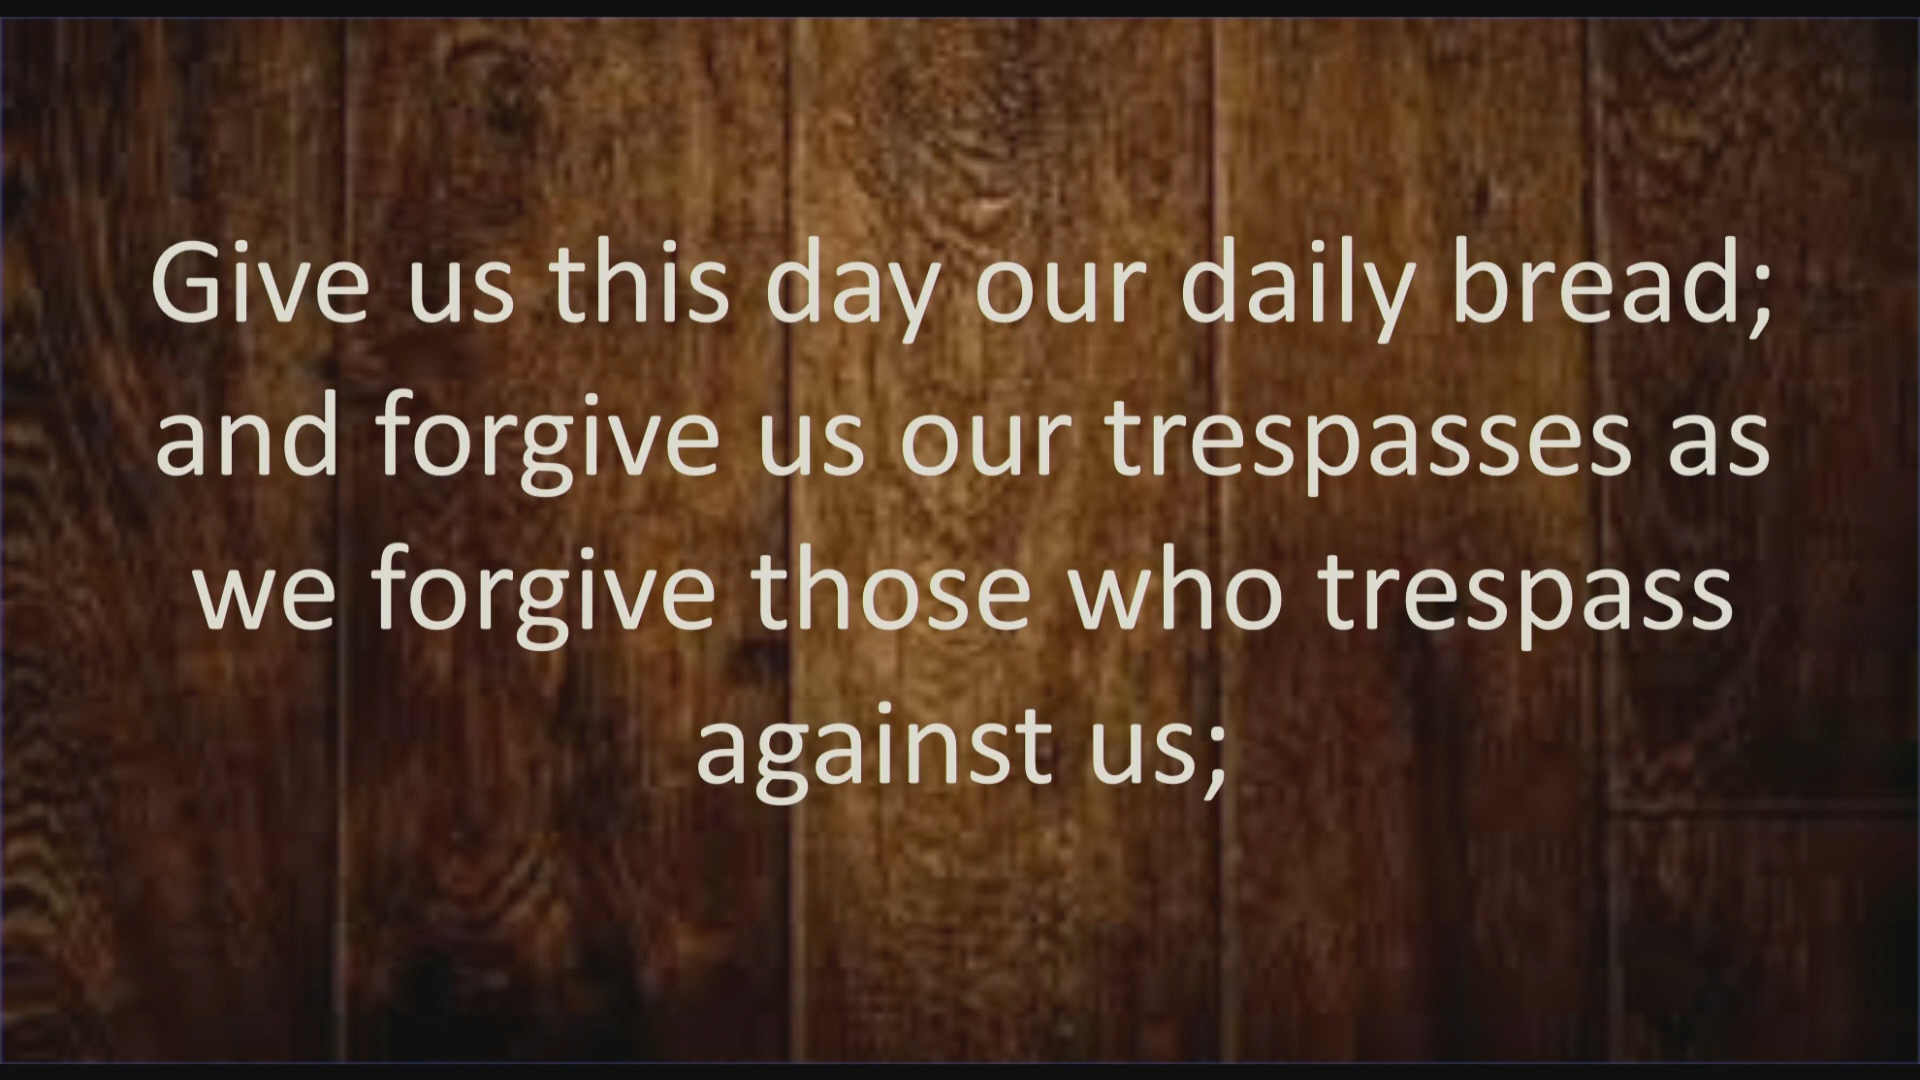 Give us this day our daily bread;
and forgive us our trespasses as
we forgive those who trespass
against us;